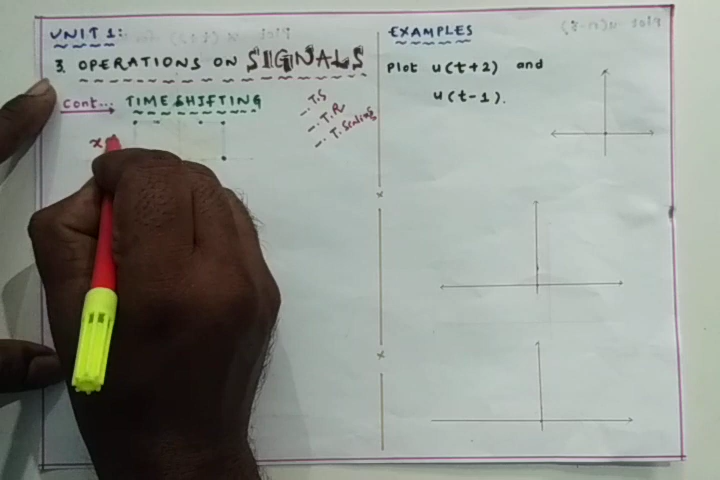 UNIT 1:
3. OPERATIONS ON SIGNALS
Cont... TIME SHIFTING
-. T.S
-. T.R
-. T. Scaling
x
EXAMPLES
Plot u(t+2) and
u(t-1).